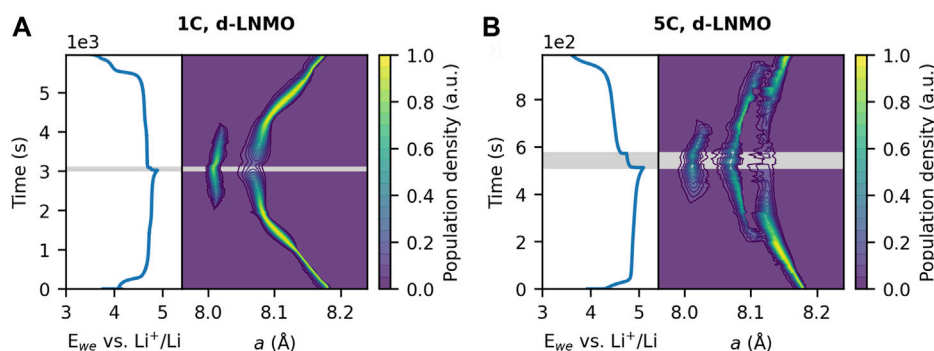 A
1C, d-LNMO
1e3
5
4
3
2
1
0
Time (s)
3 4 5
E_we vs. Li⁺/Li
8.0 8.1 8.2
a (Å)
1.0
0.8
0.6
0.4
0.2
0.0
Population density (a.u.)
B
5C, d-LNMO
1e2
8
6
4
2
0
Time (s)
3 4 5
E_we vs. Li⁺/Li
8.0 8.1 8.2
a (Å)
1.0
0.8
0.6
0.4
0.2
0.0
Population density (a.u.)